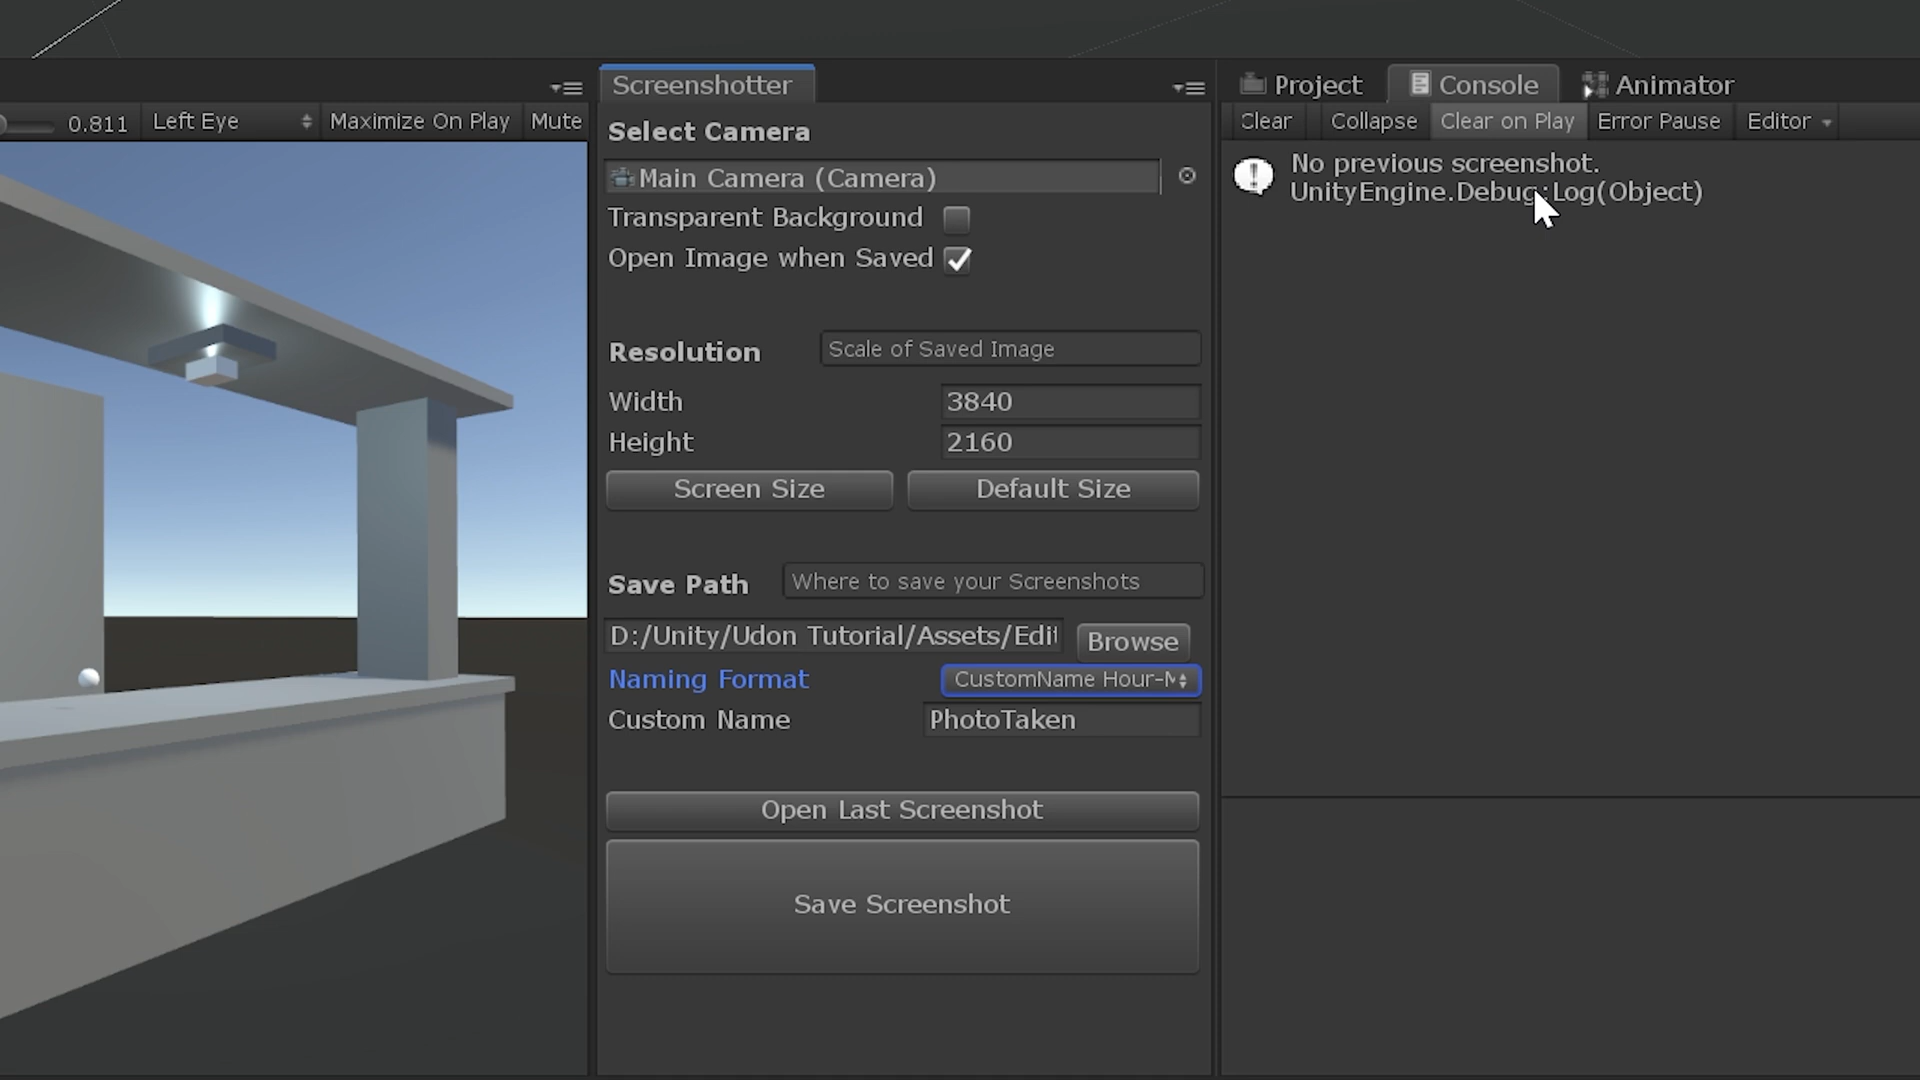 0.811 Left Eye Maximize On Play Mute
Screenshotter
Select Camera
Main Camera (Camera)
Transparent Background
Open Image when Saved
Resolution Scale of Saved Image
Width 3840
Height 2160
Screen Size Default Size
Save Path Where to save your Screenshots
D:/Unity/Udon Tutorial/Assets/Edit Browse
Naming Format CustomName Hour-M
Custom Name PhotoTaken
Open Last Screenshot
Save Screenshot
Project Console Animator
Clear Collapse Clear on Play Error Pause Editor
No previous screenshot.
UnityEngine.Debug:Log(Object)